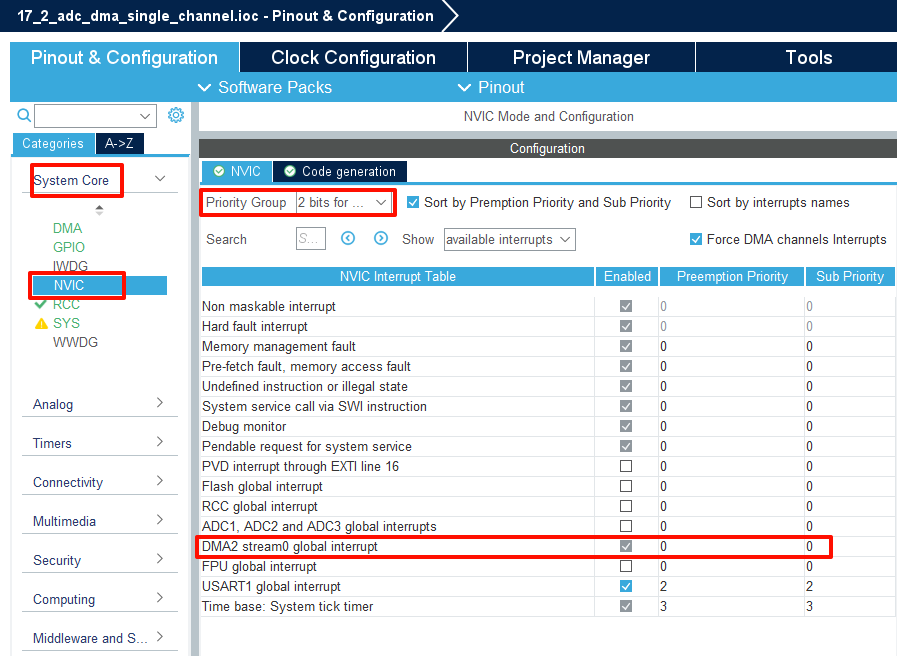 17_2_adc_dma_single_channel.ioc - Pinout & Configuration
Pinout & Configuration Clock Configuration Project Manager Tools
Software Packs Pinout
NVIC Mode and Configuration
Categories A->Z
Configuration
NVIC Code generation
System Core
Priority Group 2 bits for ... Sort by Premption Priority and Sub Priority Sort by interrupts names
Search S... Show available interrupts Force DMA channels Interrupts
DMA
GPIO
IWDG
NVIC
RCC
SYS
WWDG
Analog
Timers
Connectivity
Multimedia
Security
Computing
Middleware and S...
NVIC Interrupt Table Enabled Preemption Priority Sub Priority
Non maskable interrupt 0 0
Hard fault interrupt 0 0
Memory management fault 0 0
Pre-fetch fault, memory access fault 0 0
Undefined instruction or illegal state 0 0
System service call via SWI instruction 0 0
Debug monitor 0 0
Pendable request for system service 0 0
PVD interrupt through EXTI line 16 0 0
Flash global interrupt 0 0
RCC global interrupt 0 0
ADC1, ADC2 and ADC3 global interrupts 0 0
DMA2 stream0 global interrupt 0 0
FPU global interrupt 0 0
USART1 global interrupt 2 2
Time base: System tick timer 3 3